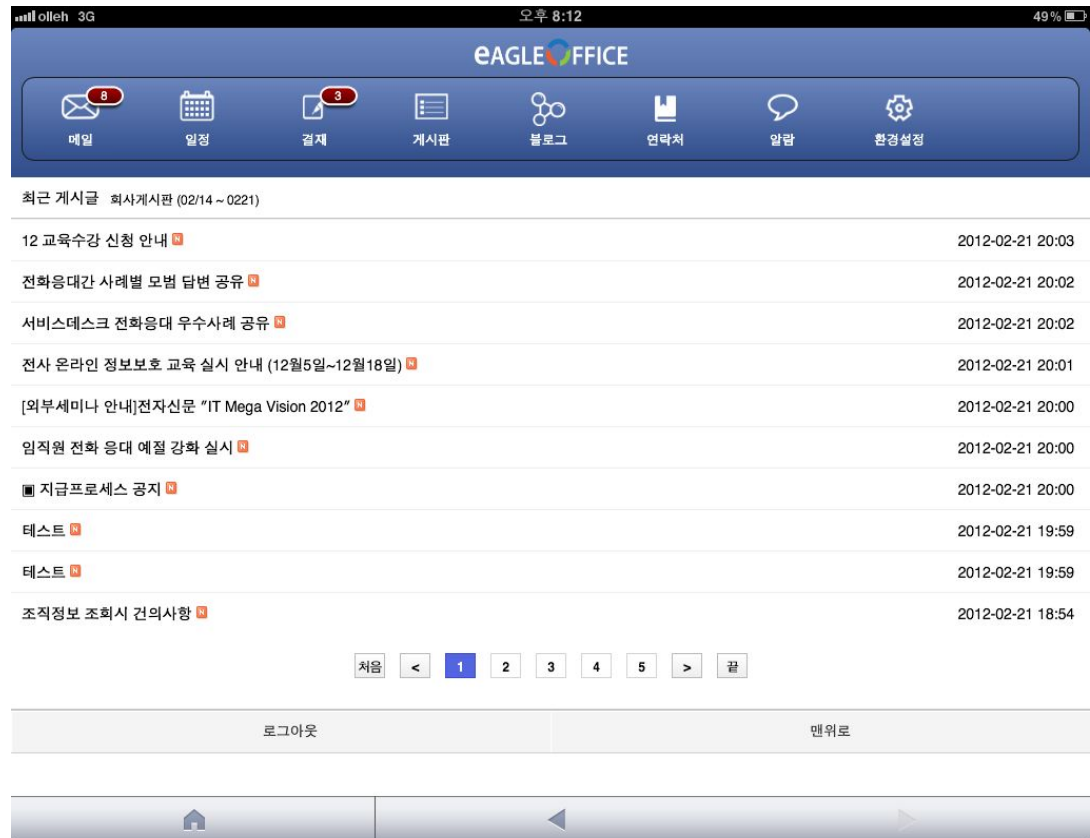 olleh 3G 오후 8:12 49%
eAGLE OFFICE
8 3
메일 일정 결재 게시판 블로그 연락처 알람 환경설정
최근 게시글 회사게시판 (02/14 ~ 0221)
12 교육수강 신청 안내 N 2012-02-21 20:03
전화응대간 사례별 모범 답변 공유 N 2012-02-21 20:02
서비스데스크 전화응대 우수사례 공유 N 2012-02-21 20:02
전사 온라인 정보보호 교육 실시 안내 (12월5일~12월18일) N 2012-02-21 20:01
[외부세미나 안내]전자신문 "IT Mega Vision 2012" N 2012-02-21 20:00
임직원 전화 응대 예절 강화 실시 N 2012-02-21 20:00
▣ 지급프로세스 공지 N 2012-02-21 20:00
테스트 N 2012-02-21 19:59
테스트 N 2012-02-21 19:59
조직정보 조회시 건의사항 N 2012-02-21 18:54
처음 < 1 2 3 4 5 > 끝
로그아웃 맨위로